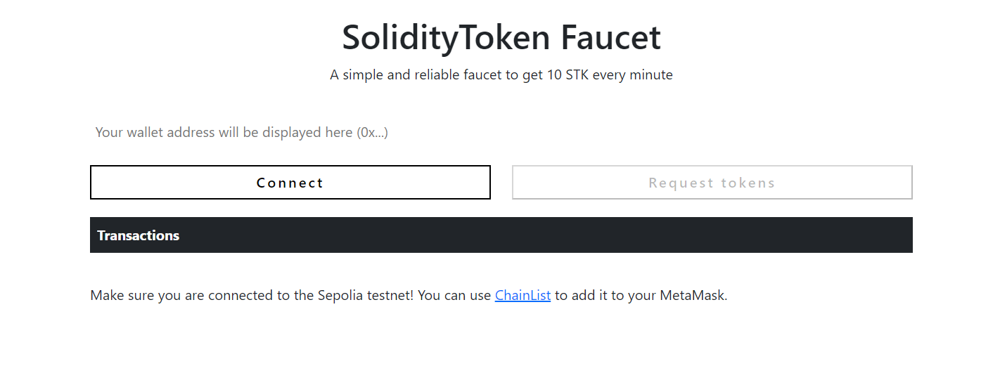 SolidityToken Faucet
A simple and reliable faucet to get 10 STK every minute
Your wallet address will be displayed here (0x...)
Connect
Request tokens
Transactions
Make sure you are connected to the Sepolia testnet! You can use ChainList to add it to your MetaMask.